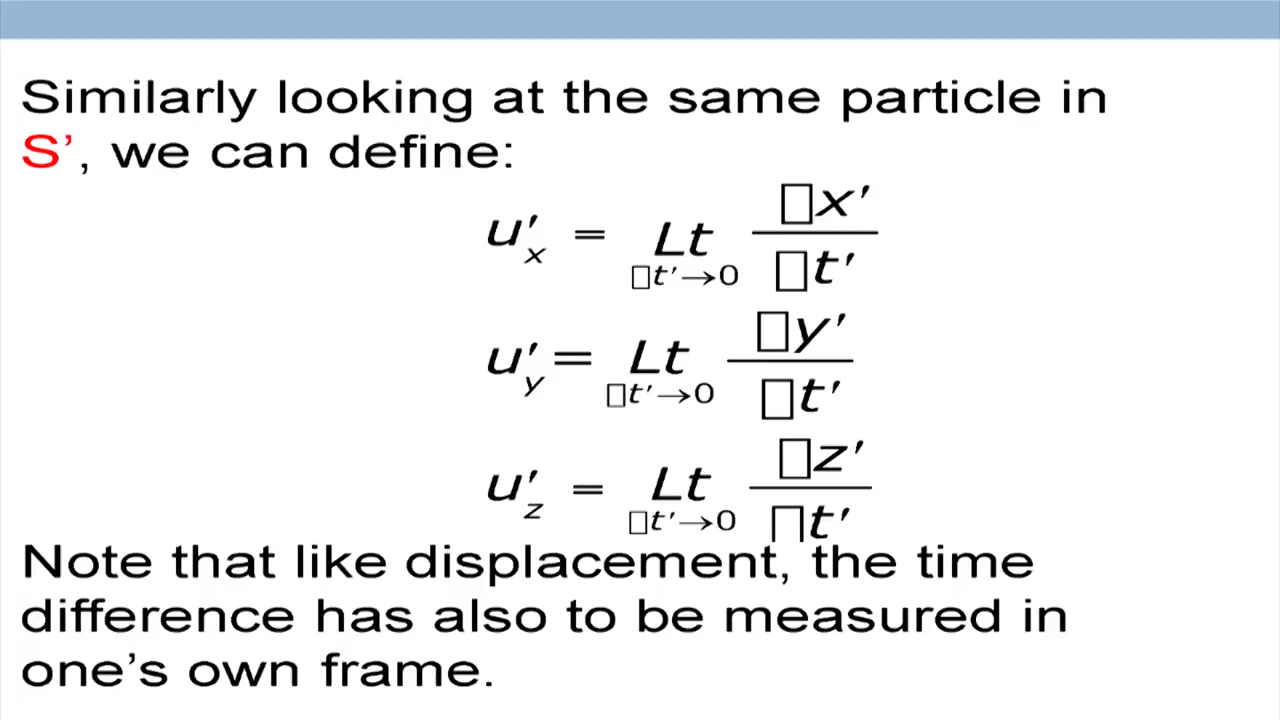 Similarly looking at the same particle in
S’, we can define:
u′x = Lt □t′→0 □x′/□t′
u′y = Lt □t′→0 □y′/□t′
u′z = Lt □t′→0 □z′/□t′
Note that like displacement, the time
difference has also to be measured in
one’s own frame.